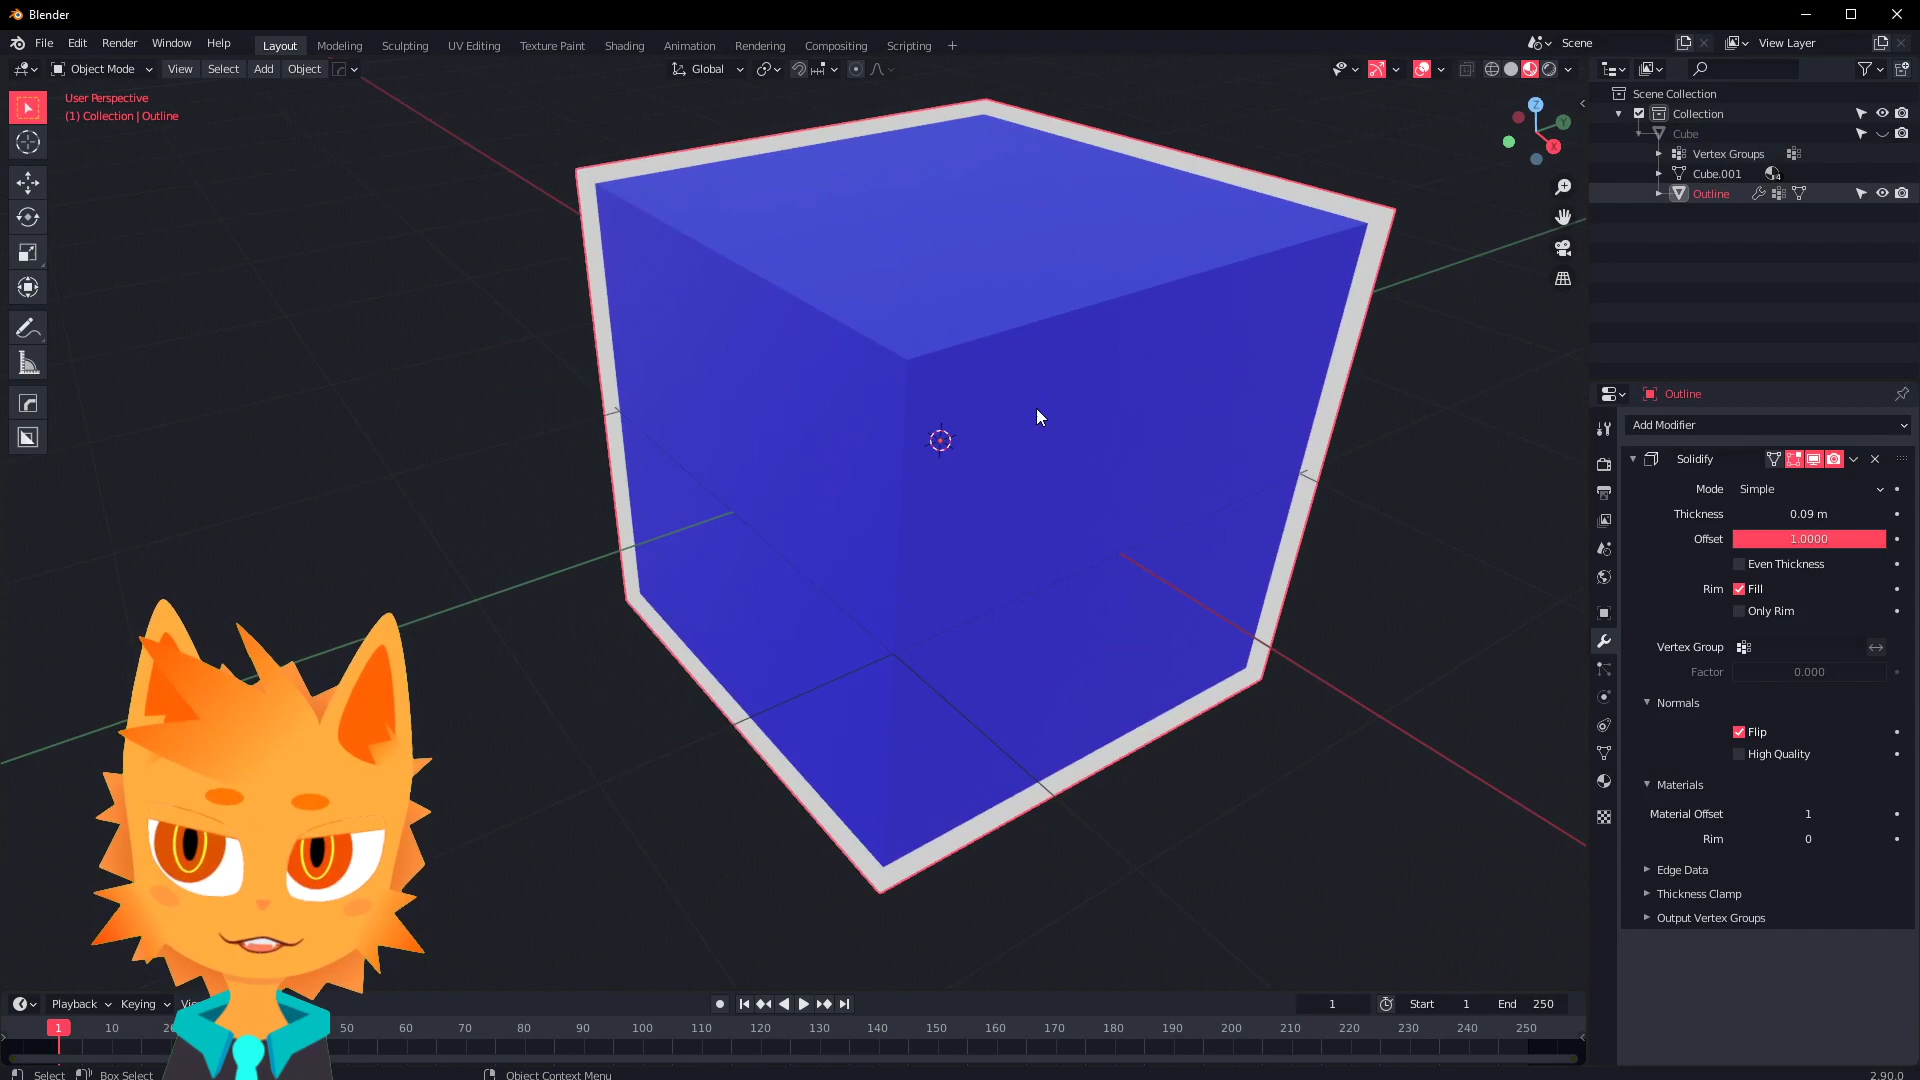 Blender
File Edit Render Window Help
Layout Modeling Sculpting UV Editing Texture Paint Shading Animation Rendering Compositing Scripting +
Scene
View Layer
Object Mode View Select Add Object
Global
User Perspective
(1) Collection | Outline
Z
Y
X
Scene Collection
Collection
Cube
Vertex Groups
Cube.001
4
Outline
Outline
Add Modifier
Solidify
Mode Simple
Thickness 0.09 m
Offset 1.0000
Even Thickness
Rim Fill
Only Rim
Vertex Group
Factor 0.000
Normals
Flip
High Quality
Materials
Material Offset 1
Rim 0
Edge Data
Thickness Clamp
Output Vertex Groups
Playback Keying
1 Start 1 End 250
1 10 50 60 70 80 90 100 110 120 130 140 150 160 170 180 190 200 210 220 230 240 250
Select Box Select Object Context Menu 2.90.0